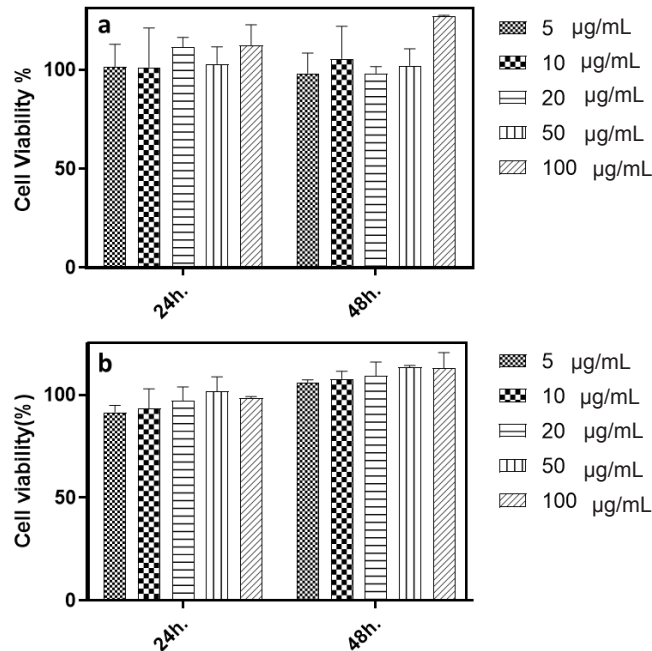 a
Cell Viability %
100
50
0
24h.
48h.
5 µg/mL
10 µg/mL
20 µg/mL
50 µg/mL
100 µg/mL
b
Cell viability(%)
100
50
0
24h.
48h.
5 µg/mL
10 µg/mL
20 µg/mL
50 µg/mL
100 µg/mL